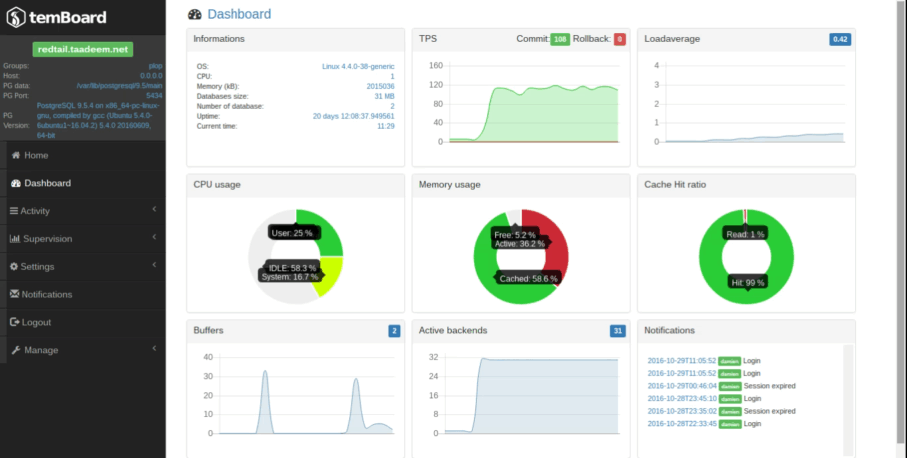 temBoard
redtail.taadeem.net
Groups: plop
Host: 0.0.0.0
PG data: /var/lib/postgresql/9.5/main
PG Port: 5434
PG Version: PostgreSQL 9.5.4 on x86_64-pc-linux-
gnu, compiled by gcc (Ubuntu 5.4.0-
6ubuntu1~16.04.2) 5.4.0 20160609,
64-bit
Home
Dashboard
Activity
Supervision
Settings
Notifications
Logout
Manage
Dashboard
Informations
OS: Linux 4.4.0-38-generic
CPU: 1
Memory (kB): 2015036
Databases size: 31 MB
Number of database: 2
Uptime: 20 days 12:08:37.949561
Current time: 11:29
TPS Commit: 108 Rollback: 0
160
120
80
40
0
Loadaverage 0.42
4
3
2
1
0
CPU usage
User: 25 %
IDLE: 58.3 %
System: 16.7 %
Memory usage
Free: 5.2 %
Active: 36.2 %
Cached: 58.6 %
Cache Hit ratio
Read: 1 %
Hit: 99 %
Buffers 2
40
30
20
10
0
Active backends 31
32
24
16
8
0
Notifications
2016-10-29T11:05:52 damien Login
2016-10-29T11:05:52 damien Login
2016-10-29T00:46:04 damien Session expired
2016-10-28T23:45:10 damien Login
2016-10-28T23:35:02 damien Session expired
2016-10-28T22:33:45 damien Login